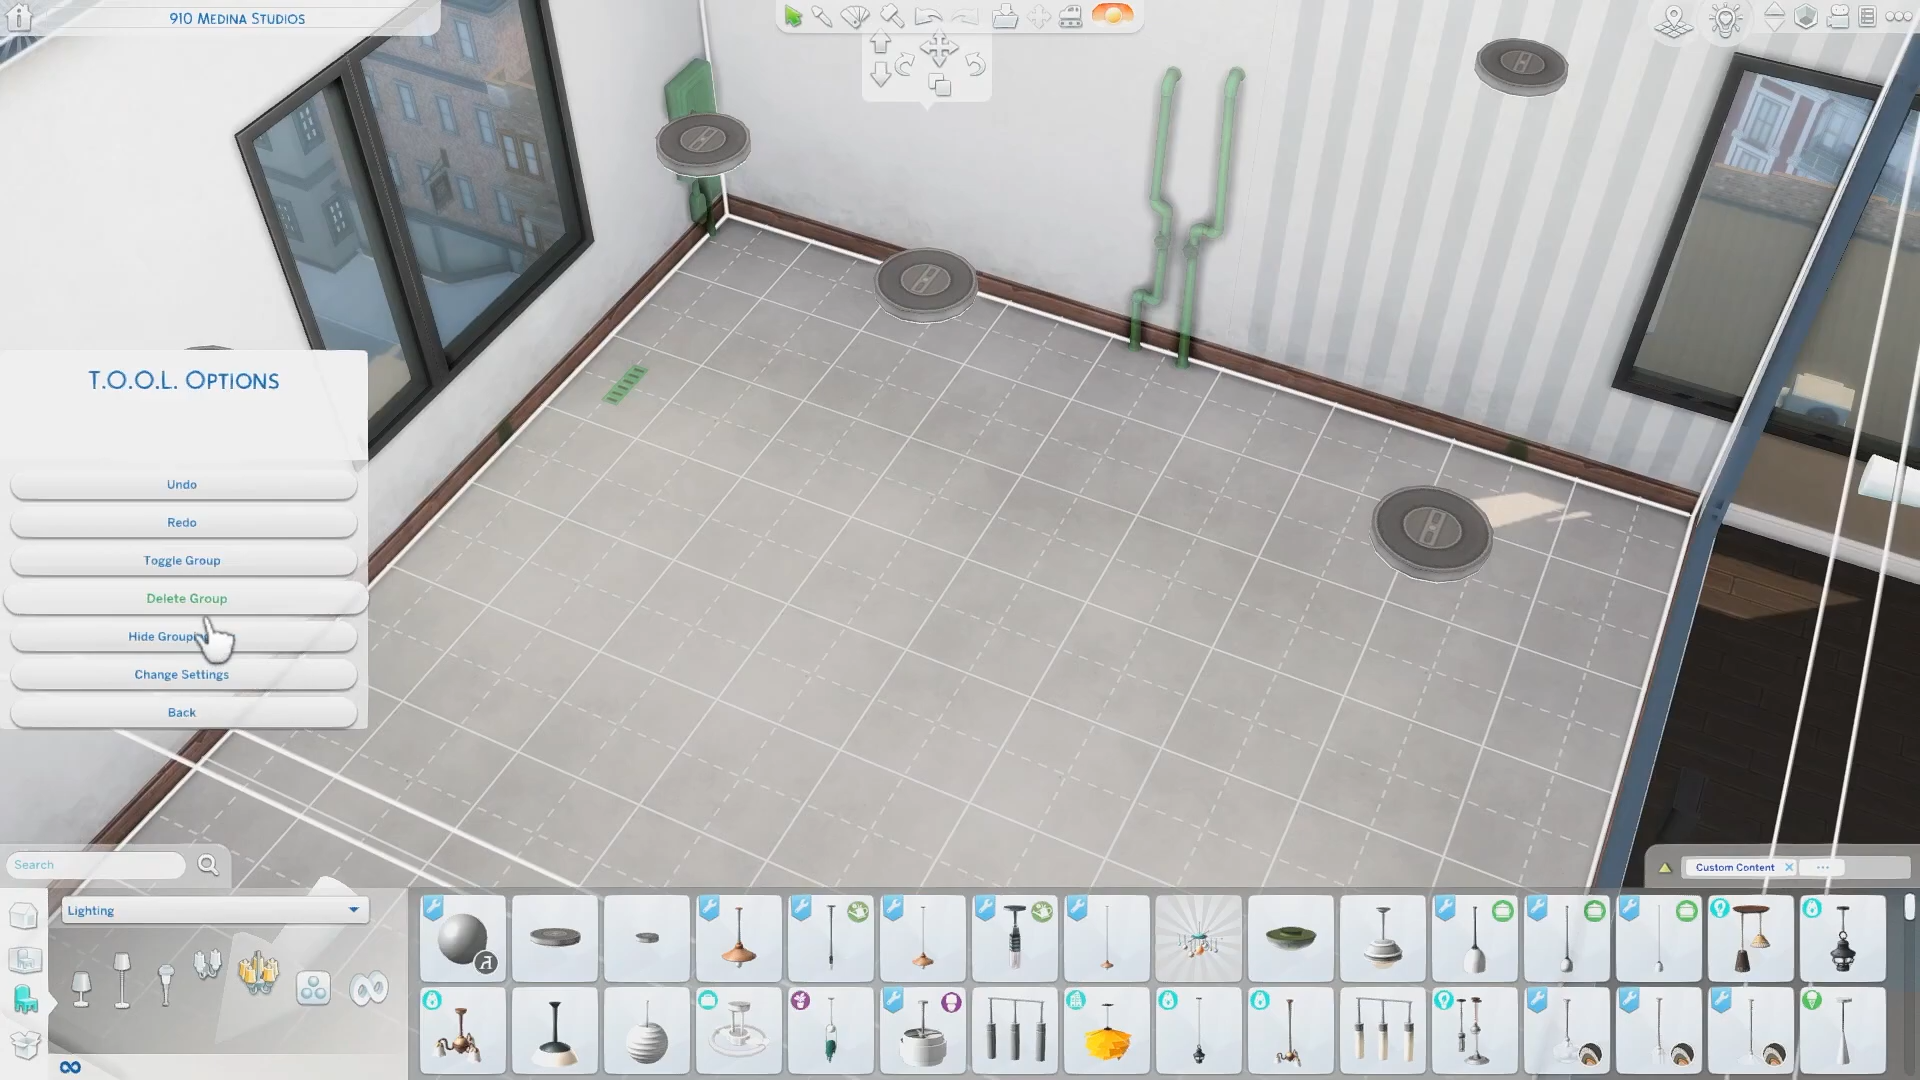 910 Medina Studios
T.O.O.L. Options
Undo
Redo
Toggle Group
Delete Group
Hide Group
Change Settings
Back
Search
Lighting
Custom Content